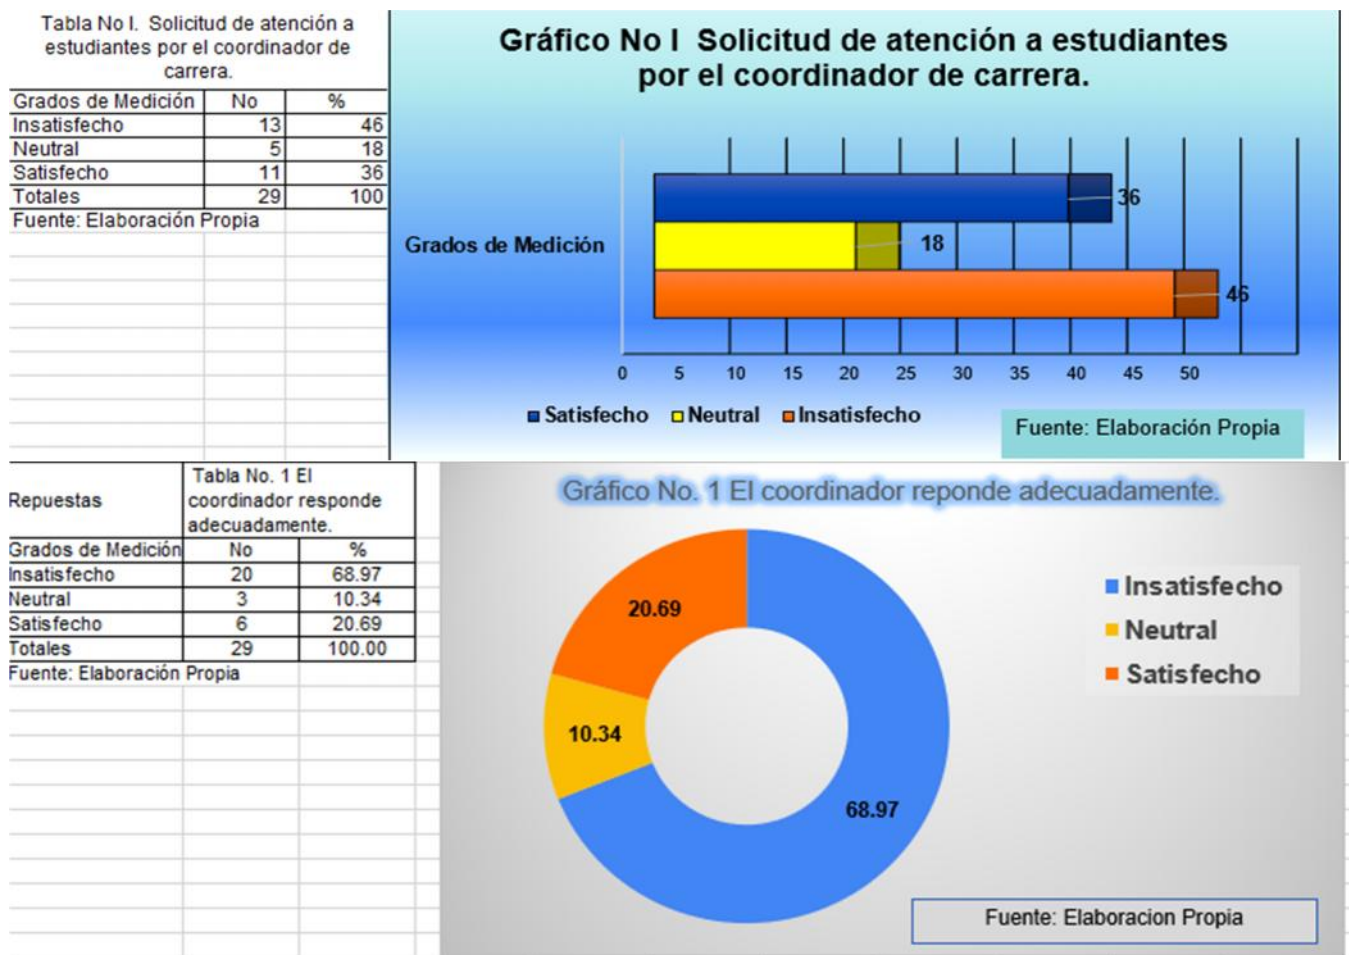 Tabla No I. Solicitud de atención a
estudiantes por el coordinador de
carrera.
Grados de Medición No %
Insatisfecho 13 46
Neutral 5 18
Satisfecho 11 36
Totales 29 100
Fuente: Elaboración Propia
Gráfico No I Solicitud de atención a estudiantes
por el coordinador de carrera.
36
Grados de Medición
18
46
0 5 10 15 20 25 30 35 40 45 50
Satisfecho Neutral Insatisfecho
Fuente: Elaboración Propia
Repuestas
Tabla No. 1 El
coordinador responde
adecuadamente.
Grados de Medición No %
Insatisfecho 20 68.97
Neutral 3 10.34
Satisfecho 6 20.69
Totales 29 100.00
Fuente: Elaboración Propia
Gráfico No. 1 El coordinador reponde adecuadamente.
20.69
10.34
68.97
Insatisfecho
Neutral
Satisfecho
Fuente: Elaboracion Propia